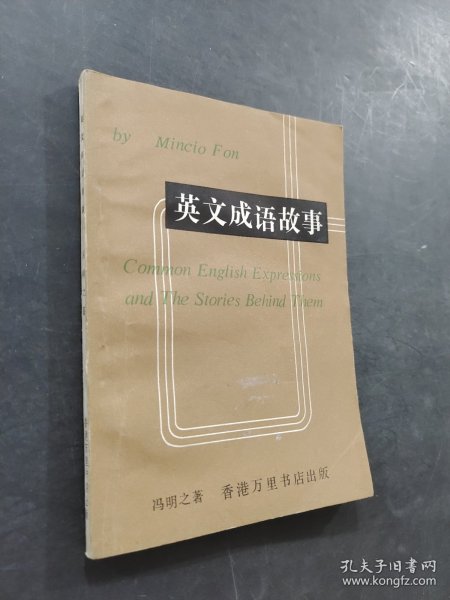 by Mincio Fon
英文成语故事
Common English Expressions
and The Stories Behind Them
冯明之著 香港万里书店出版
孔夫子旧书网
www.kongfz.com